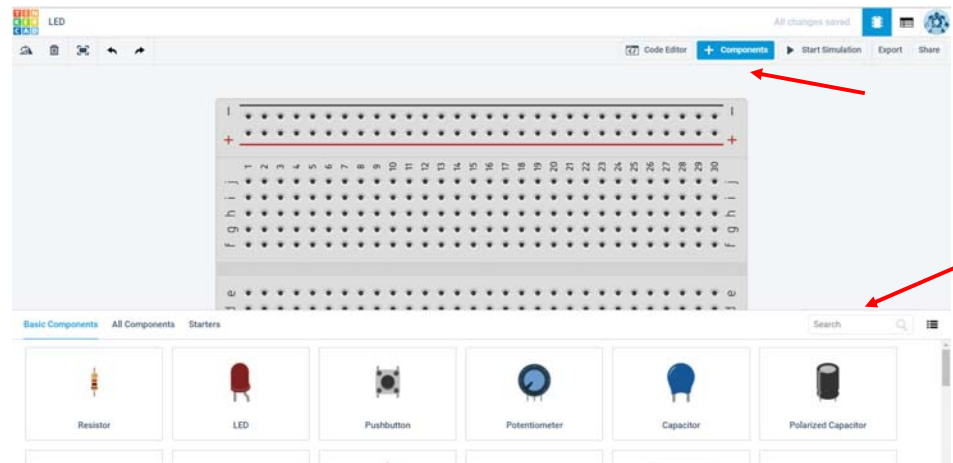 TIN
KER
CAD
LED
All changes saved
Code Editor
+ Components
Start Simulation
Export
Share
1 2 3 4 5 6 7 8 9 10 11 12 13 14 15 16 17 18 19 20 21 22 23 24 25 26 27 28 29 30
j j
i i
h h
g g
f f
e e
d d
Basic Components
All Components
Starters
Search
Resistor
LED
Pushbutton
Potentiometer
Capacitor
Polarized Capacitor